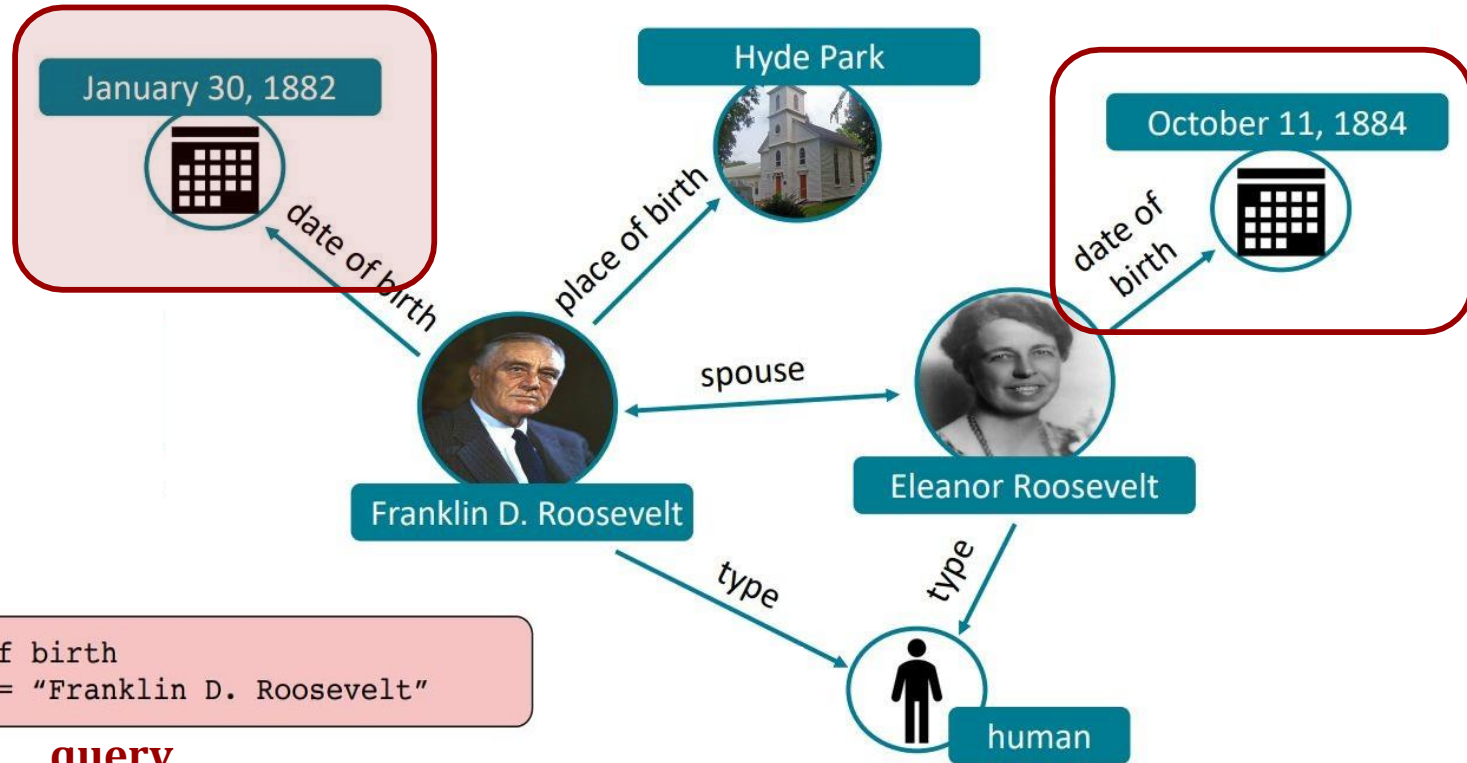 Hyde Park
January 30, 1882
October 11, 1884
date of birth
place of birth
date of
birth
spouse
Franklin D. Roosevelt
Eleanor Roosevelt
type
type
birth
= “Franklin D. Roosevelt”
query
human